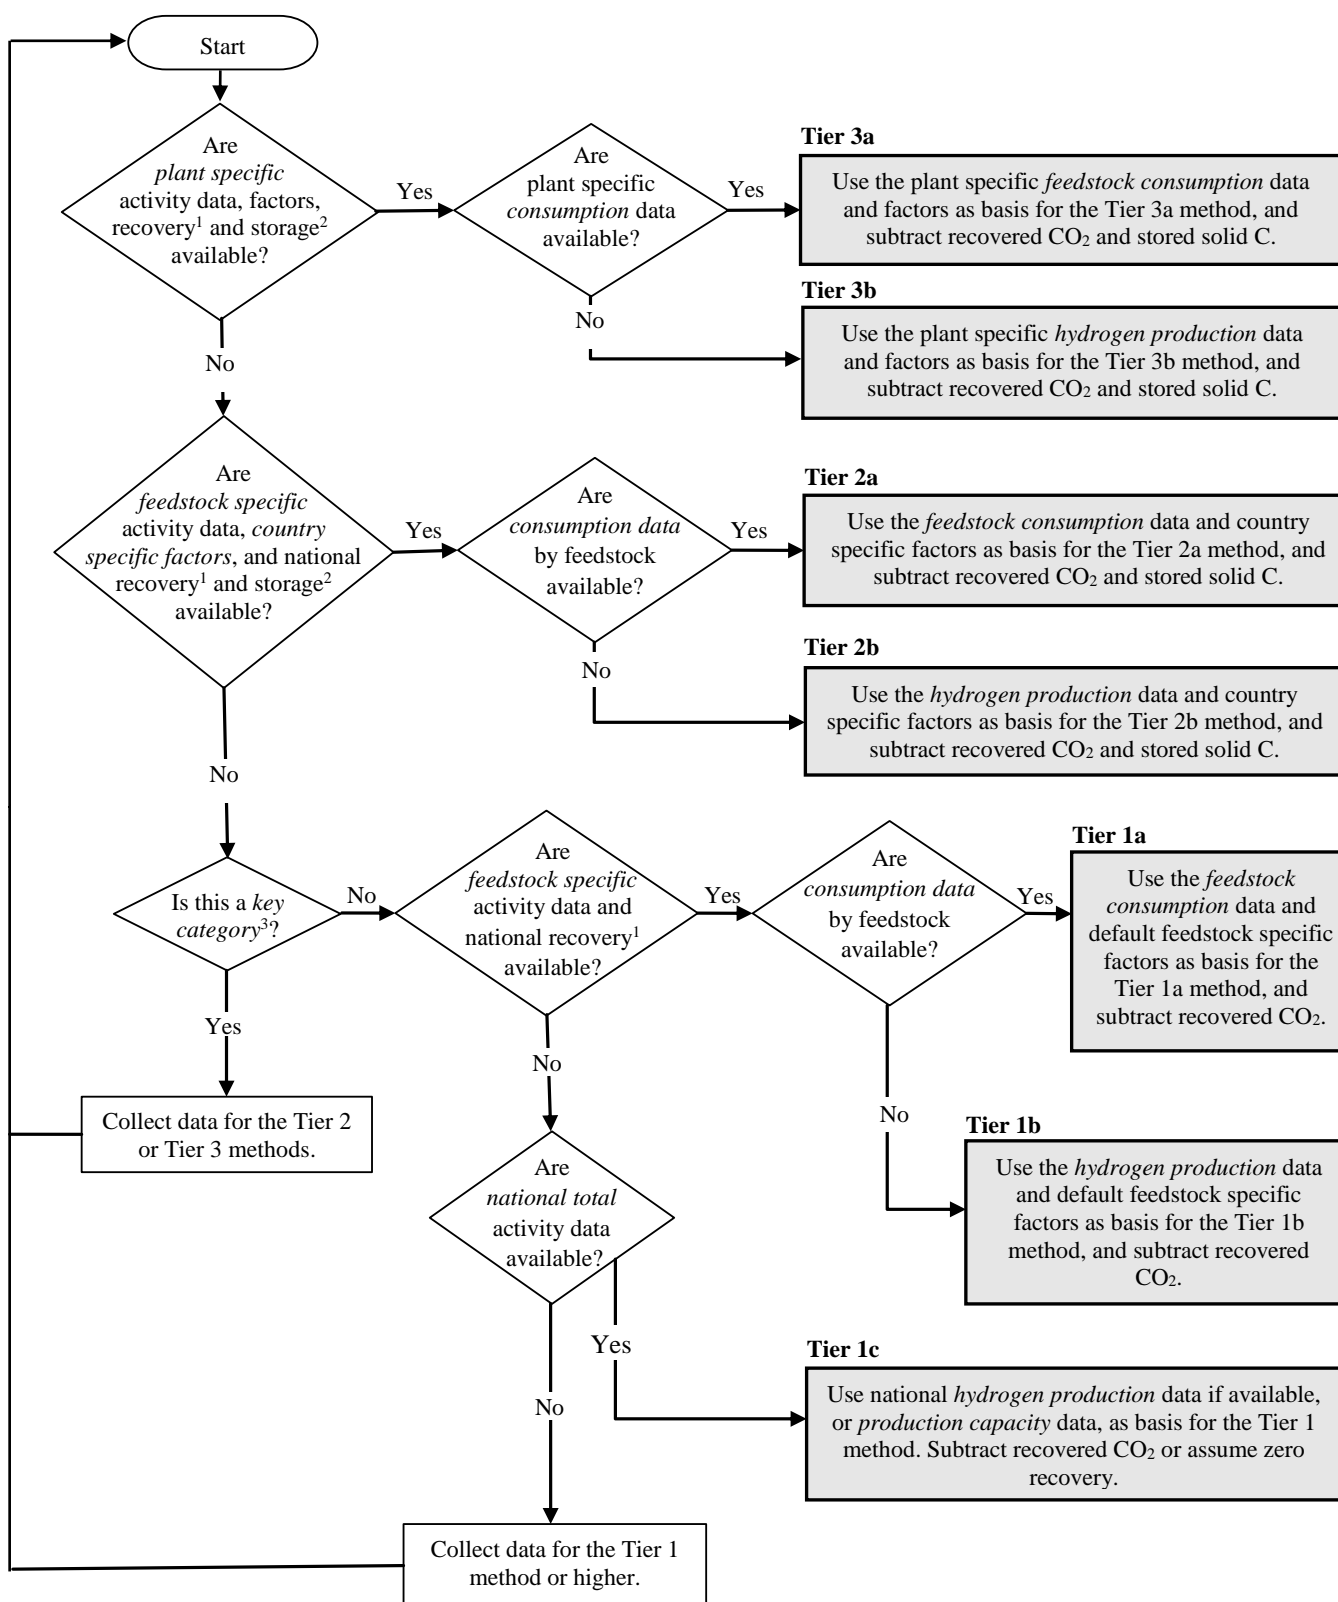 Start
Are
plant specific
activity data, factors,
recovery¹ and storage²
available?
Yes
Are
plant specific
consumption data
available?
Yes
Tier 3a
Use the plant specific feedstock consumption data
and factors as basis for the Tier 3a method, and
subtract recovered CO₂ and stored solid C.
No
Tier 3b
Use the plant specific hydrogen production data
and factors as basis for the Tier 3b method, and
subtract recovered CO₂ and stored solid C.
No
Are
feedstock specific
activity data, country
specific factors, and national
recovery¹ and storage²
available?
Yes
Are
consumption data
by feedstock
available?
Yes
Tier 2a
Use the feedstock consumption data and country
specific factors as basis for the Tier 2a method, and
subtract recovered CO₂ and stored solid C.
No
Tier 2b
Use the hydrogen production data and country
specific factors as basis for the Tier 2b method, and
subtract recovered CO₂ and stored solid C.
No
Is this a key
category³?
No
Are
feedstock specific
activity data and
national recovery¹
available?
Yes
Are
consumption data
by feedstock
available?
Yes
Tier 1a
Use the feedstock
consumption data and
default feedstock specific
factors as basis for the
Tier 1a method, and
subtract recovered CO₂.
Yes
Collect data for the Tier 2
or Tier 3 methods.
No
No
Tier 1b
Use the hydrogen production data
and default feedstock specific
factors as basis for the Tier 1b
method, and subtract recovered
CO₂.
Are
national total
activity data
available?
Yes
Tier 1c
Use national hydrogen production data if available,
or production capacity data, as basis for the Tier 1
method. Subtract recovered CO₂ or assume zero
recovery.
No
Collect data for the Tier 1
method or higher.